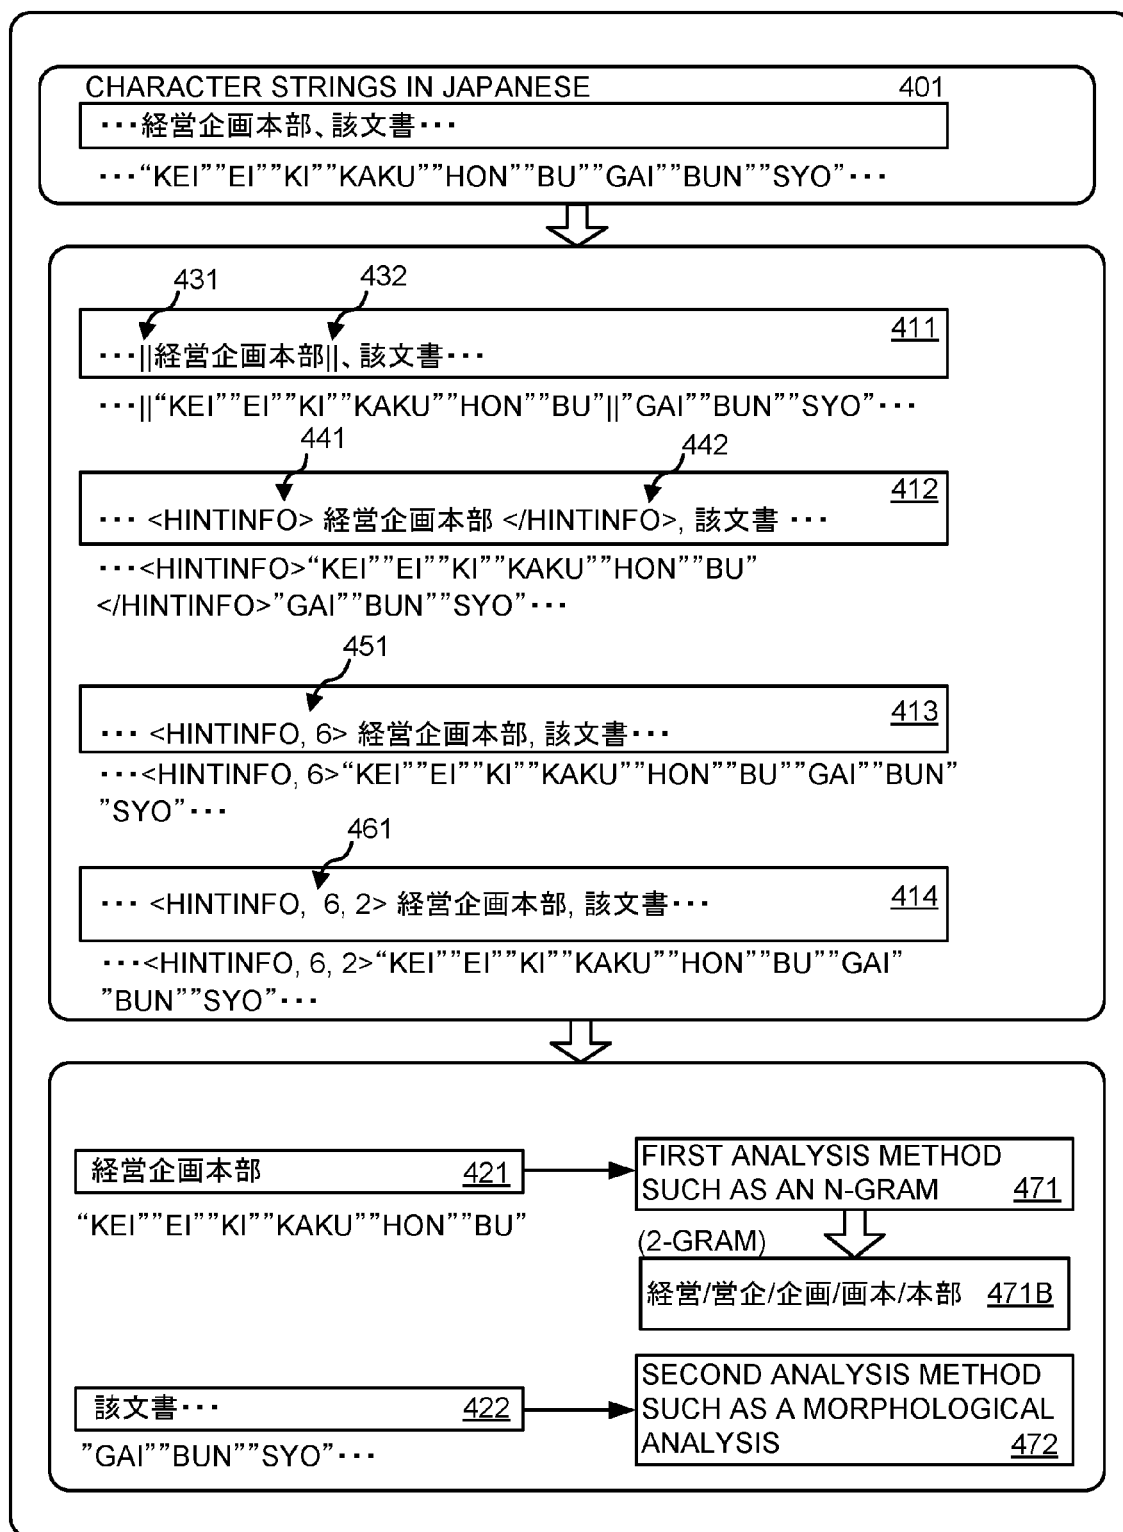 CHARACTER STRINGS IN JAPANESE 401
･･･経営企画本部、該文書･･･
･･･“KEI””EI””KI””KAKU””HON””BU””GAI””BUN””SYO”･･･
431 432
411
･･･||経営企画本部||、該文書･･･
･･･||“KEI””EI””KI””KAKU””HON””BU”||”GAI””BUN””SYO”･･･
441 442
412
･･･ <HINTINFO> 経営企画本部 </HINTINFO>, 該文書 ･･･
･･･<HINTINFO>“KEI””EI””KI””KAKU””HON””BU”
</HINTINFO>”GAI””BUN””SYO”･･･
451
413
･･･ <HINTINFO, 6> 経営企画本部, 該文書･･･
･･･<HINTINFO, 6>“KEI””EI””KI””KAKU””HON””BU””GAI””BUN”
”SYO”･･･
461
･･･ <HINTINFO, 6, 2> 経営企画本部, 該文書･･･ 414
･･･<HINTINFO, 6, 2>“KEI””EI””KI””KAKU””HON””BU””GAI”
”BUN””SYO”･･･
経営企画本部 421
“KEI””EI””KI””KAKU””HON””BU”
FIRST ANALYSIS METHOD
SUCH AS AN N-GRAM 471
(2-GRAM)
経営/営企/企画/画本/本部 471B
該文書･･･ 422
”GAI””BUN””SYO”･･･
SECOND ANALYSIS METHOD
SUCH AS A MORPHOLOGICAL
ANALYSIS 472